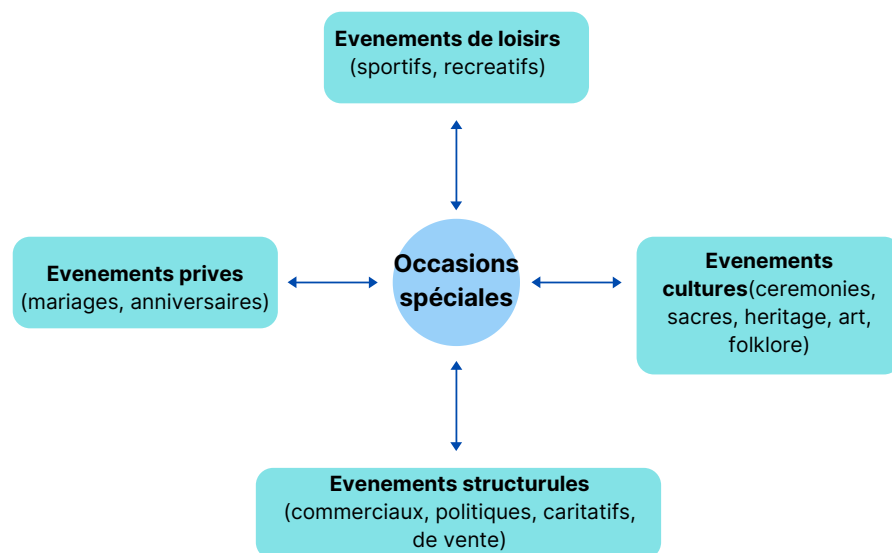 Evenements de loisirs
(sportifs, recreatifs)
Evenements prives
(mariages, anniversaires)
Occasions
spéciales
Evenements
cultures(ceremonies,
sacres, heritage, art,
folklore)
Evenements structurules
(commerciaux, politiques, caritatifs,
de vente)